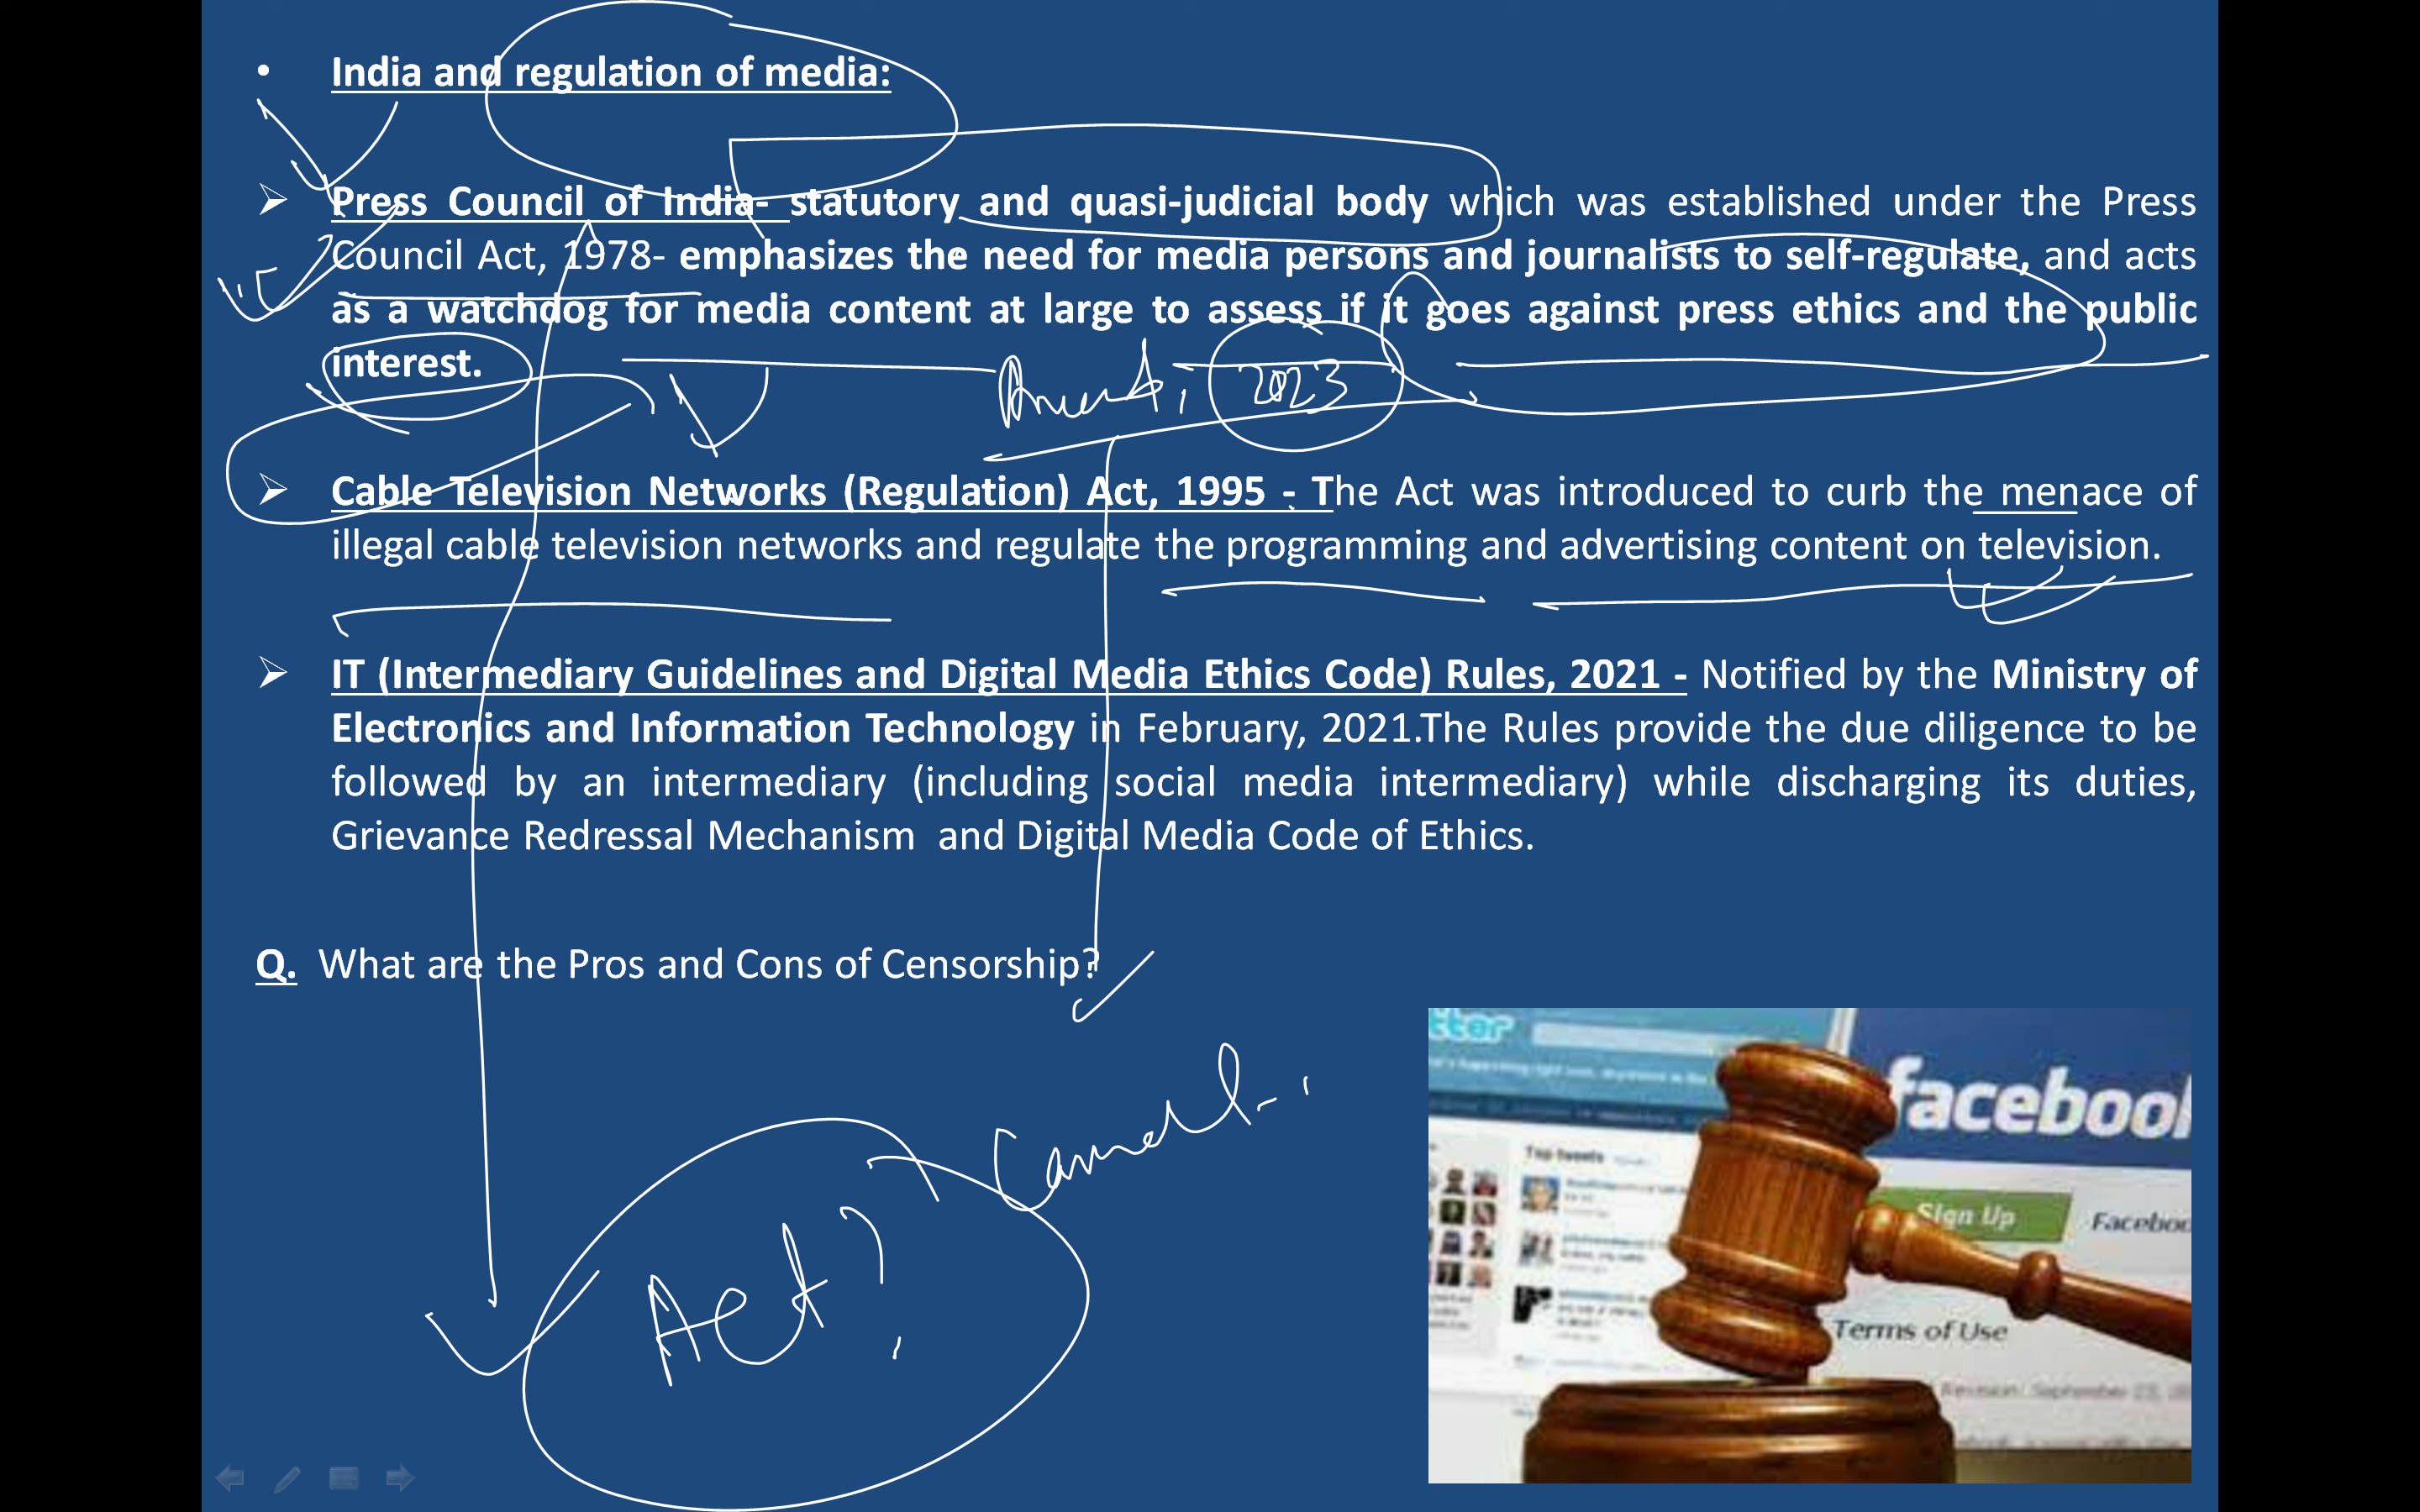 • India and regulation of media:
➢ Press Council of India- statutory and quasi-judicial body which was established under the Press
Council Act, 1978- emphasizes the need for media persons and journalists to self-regulate, and acts
as a watchdog for media content at large to assess if it goes against press ethics and the public
interest.
2023
➢ Cable Television Networks (Regulation) Act, 1995 - The Act was introduced to curb the menace of
illegal cable television networks and regulate the programming and advertising content on television.
➢ IT (Intermediary Guidelines and Digital Media Ethics Code) Rules, 2021 - Notified by the Ministry of
Electronics and Information Technology in February, 2021.The Rules provide the due diligence to be
followed by an intermediary (including social media intermediary) while discharging its duties,
Grievance Redressal Mechanism and Digital Media Code of Ethics.
Q. What are the Pros and Cons of Censorship?
Act?
tter
facebook
Top tweets
Sign Up
Facebook
Terms of Use